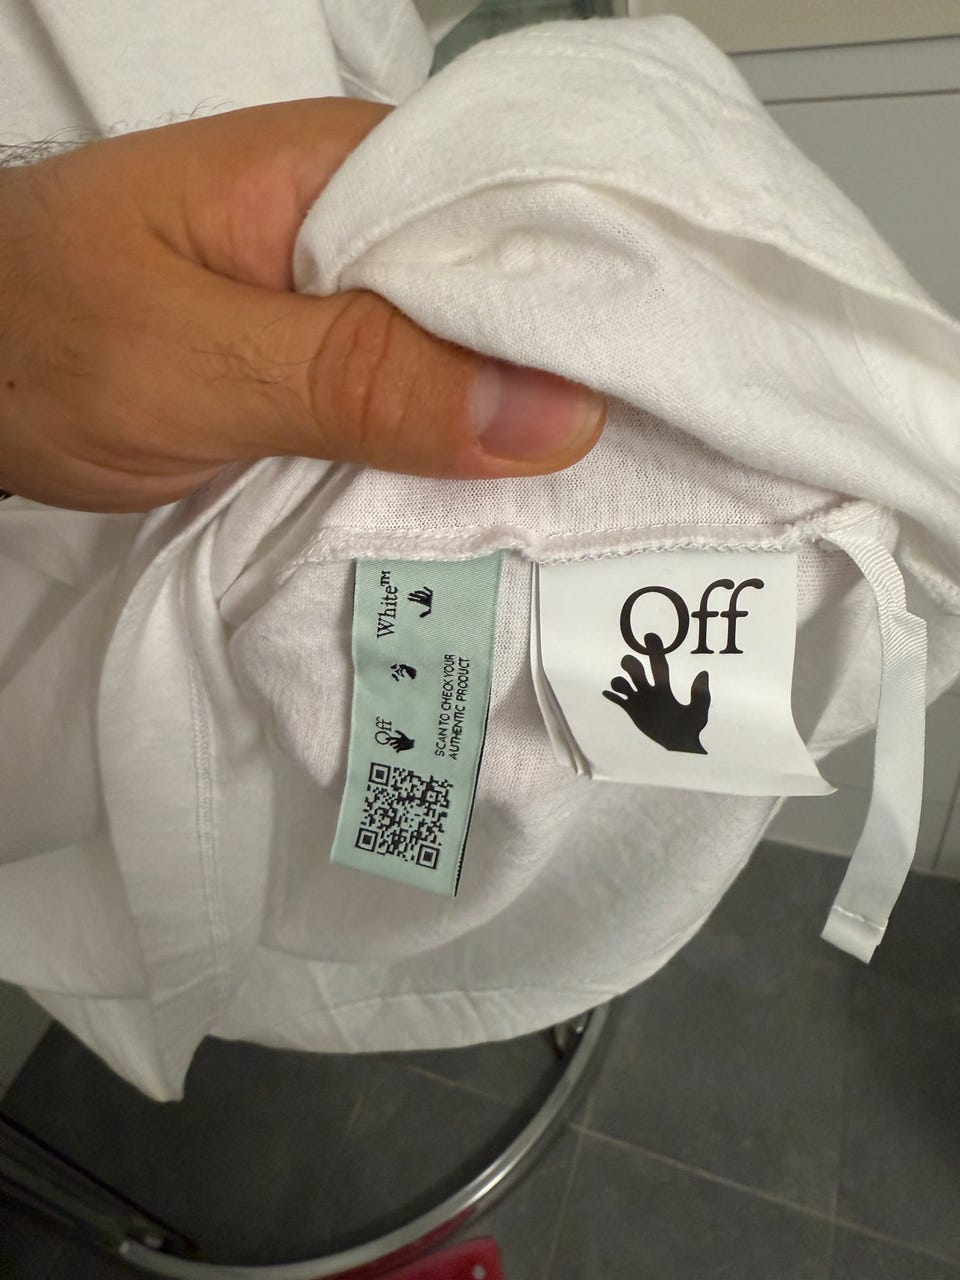 Off White™
SCAN TO CHECK YOUR
AUTHENTIC PRODUCT
Off